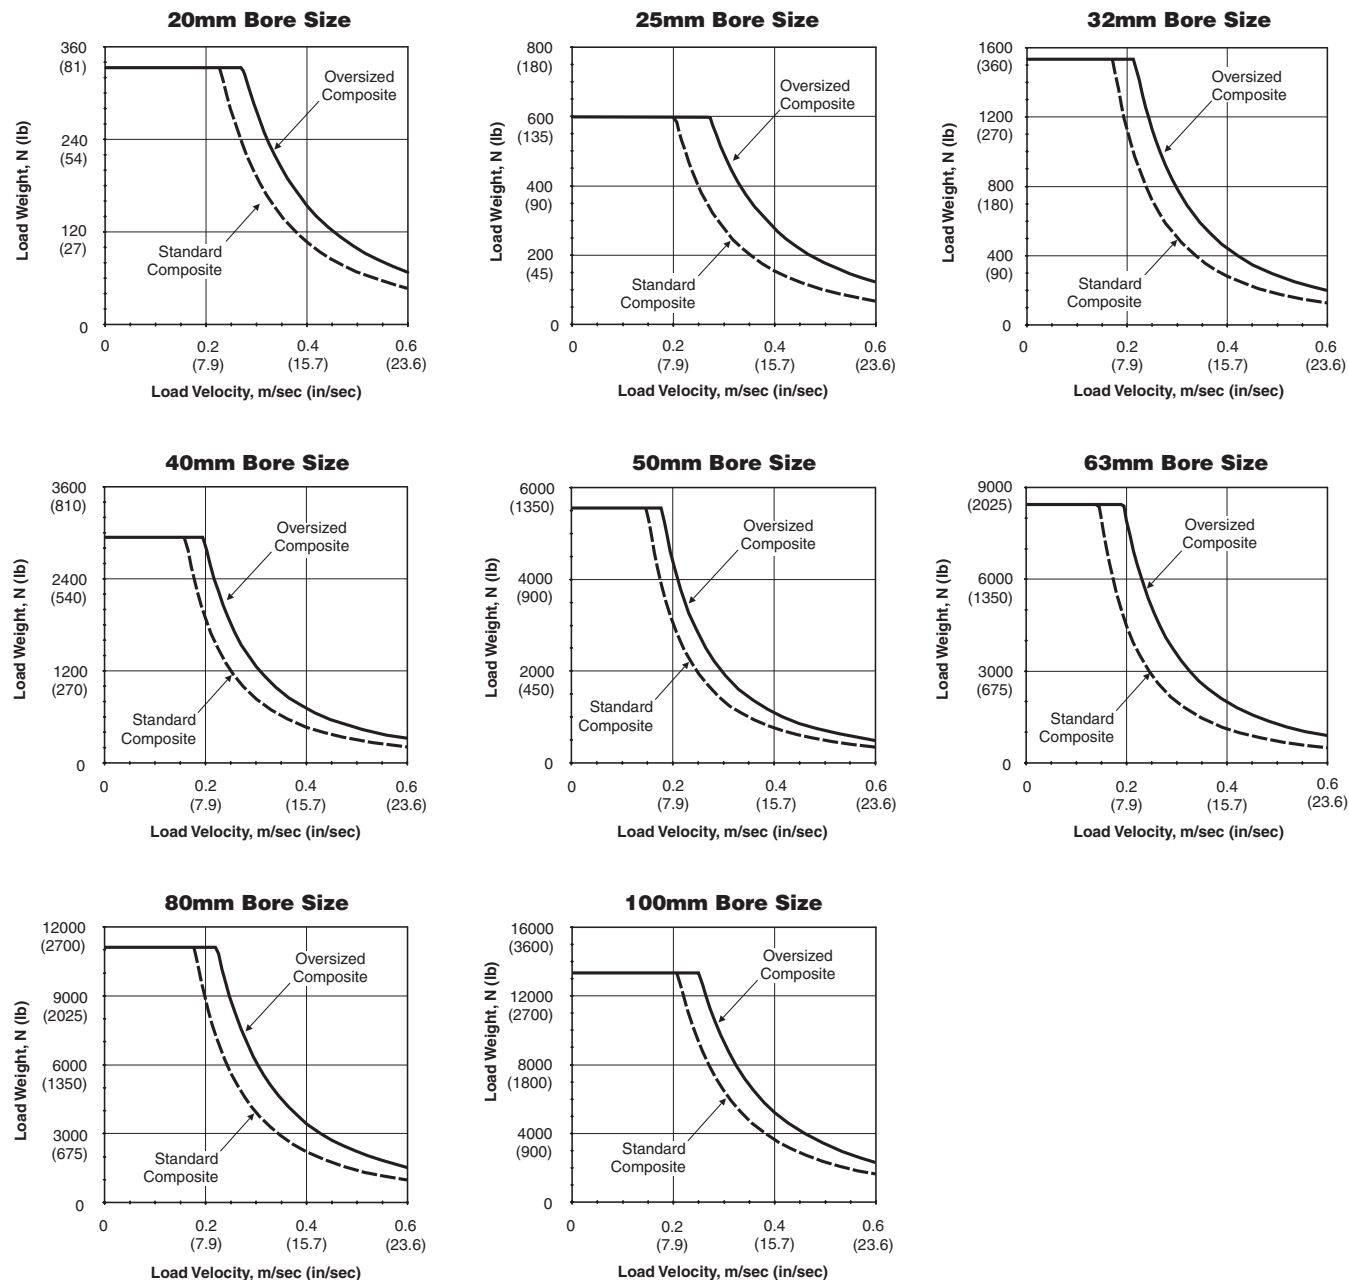 20mm Bore Size
360
(81)
240
(54)
120
(27)
0
Load Weight, N (lb)
Oversized
Composite
Standard
Composite
0
0.2
(7.9)
0.4
(15.7)
0.6
(23.6)
Load Velocity, m/sec (in/sec)
25mm Bore Size
800
(180)
600
(135)
400
(90)
200
(45)
0
Load Weight, N (lb)
Oversized
Composite
Standard
Composite
0
0.2
(7.9)
0.4
(15.7)
0.6
(23.6)
Load Velocity, m/sec (in/sec)
32mm Bore Size
1600
(360)
1200
(270)
800
(180)
400
(90)
0
Load Weight, N (lb)
Oversized
Composite
Standard
Composite
0
0.2
(7.9)
0.4
(15.7)
0.6
(23.6)
Load Velocity, m/sec (in/sec)
40mm Bore Size
3600
(810)
2400
(540)
1200
(270)
0
Load Weight, N (lb)
Oversized
Composite
Standard
Composite
0
0.2
(7.9)
0.4
(15.7)
0.6
(23.6)
Load Velocity, m/sec (in/sec)
50mm Bore Size
6000
(1350)
4000
(900)
2000
(450)
0
Load Weight, N (lb)
Oversized
Composite
Standard
Composite
0
0.2
(7.9)
0.4
(15.7)
0.6
(23.6)
Load Velocity, m/sec (in/sec)
63mm Bore Size
9000
(2025)
6000
(1350)
3000
(675)
0
Load Weight, N (lb)
Oversized
Composite
Standard
Composite
0
0.2
(7.9)
0.4
(15.7)
0.6
(23.6)
Load Velocity, m/sec (in/sec)
80mm Bore Size
12000
(2700)
9000
(2025)
6000
(1350)
3000
(675)
0
Load Weight, N (lb)
Oversized
Composite
Standard
Composite
0
0.2
(7.9)
0.4
(15.7)
0.6
(23.6)
Load Velocity, m/sec (in/sec)
100mm Bore Size
16000
(3600)
12000
(2700)
8000
(1800)
4000
(900)
0
Load Weight, N (lb)
Oversized
Composite
Standard
Composite
0
0.2
(7.9)
0.4
(15.7)
0.6
(23.6)
Load Velocity, m/sec (in/sec)